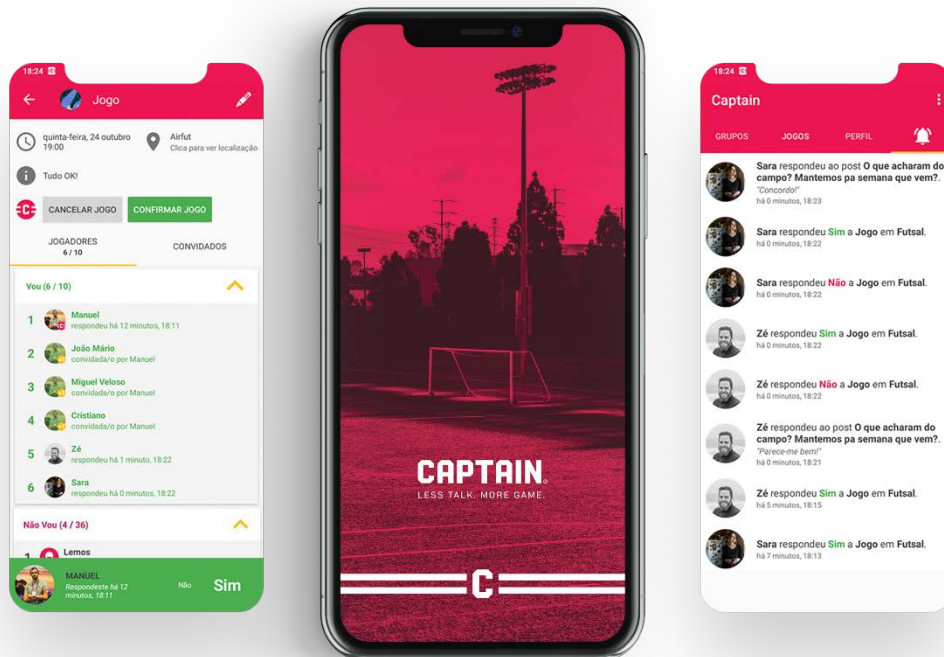 18:24
Jogo
quinta-feira, 24 outubro
19:00
Airfut
Clica para ver localização
Tudo OK!
C
CANCELAR JOGO
CONFIRMAR JOGO
JOGADORES
6 / 10
CONVIDADOS
Vou (6 / 10)
1
Manuel
respondeu há 12 minutos, 18:11
2
João Mário
convidada/o por Manuel
3
Miguel Veloso
convidada/o por Manuel
4
Cristiano
convidada/o por Manuel
5
Zé
respondeu há 1 minuto, 18:22
6
Sara
respondeu há 0 minutos, 18:22
Não Vou (4 / 36)
1
Lemos
MANUEL
Respondeste há 12
minutos, 18:11
Não
Sim
CAPTAIN
LESS TALK. MORE GAME.
C
18:24
Captain
GRUPOS
JOGOS
PERFIL
Sara respondeu ao post O que acharam do
campo? Mantemos pa semana que vem?.
"Concordo!"
há 0 minutos, 18:23
Sara respondeu Sim a Jogo em Futsal.
há 0 minutos, 18:22
Sara respondeu Não a Jogo em Futsal.
há 0 minutos, 18:22
Zé respondeu Sim a Jogo em Futsal.
há 0 minutos, 18:22
Zé respondeu Não a Jogo em Futsal.
há 0 minutos, 18:22
Zé respondeu ao post O que acharam do
campo? Mantemos pa semana que vem?.
"Parece-me bem!"
há 0 minutos, 18:21
Zé respondeu Sim a Jogo em Futsal.
há 5 minutos, 18:15
Sara respondeu Sim a Jogo em Futsal.
há 7 minutos, 18:13